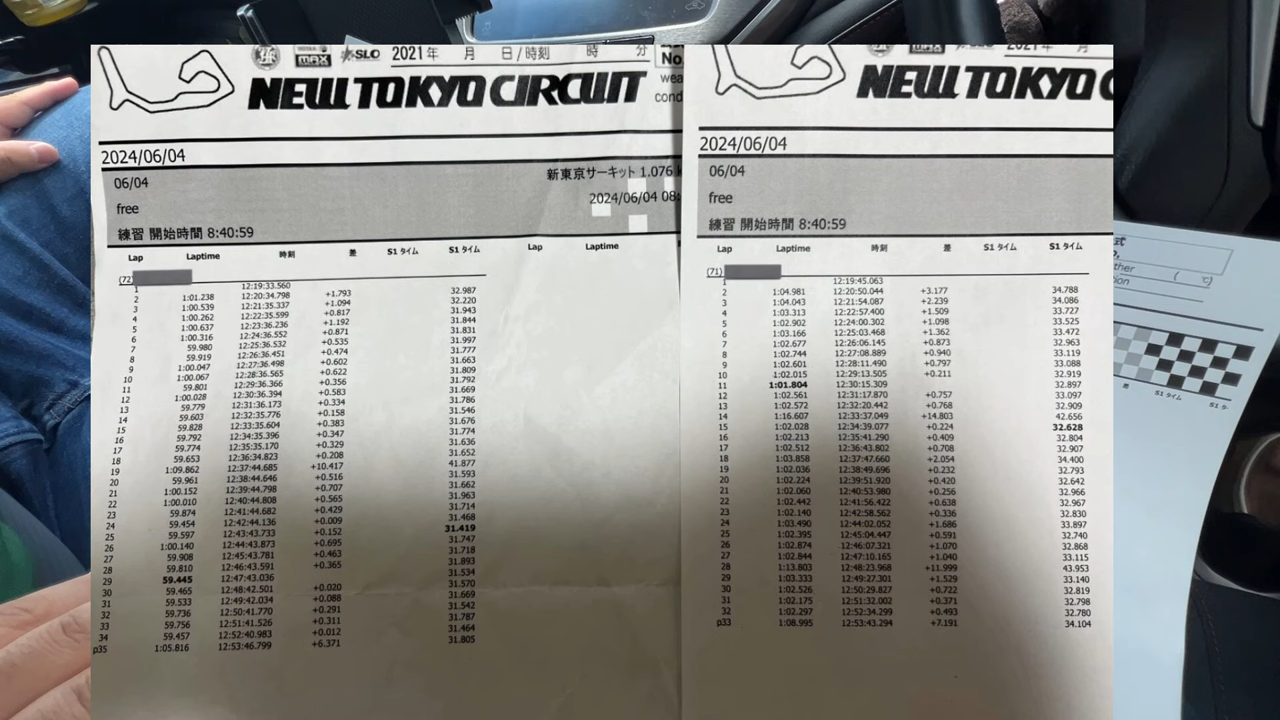 SLO 2021年 月 日/時刻 時 分
No.
NEW TOKYO CIRCUIT
wea
cond
2024/06/04
06/04
新東京サーキット 1.076
free
2024/06/04 08:
練習 開始時間 8:40:59
Lap Laptime 時刻 差 S1 タイム S1 タイム Lap Laptime
(72)
1 12:19:33.560
2 1:01.238 12:20:34.798 +1.793 32.987
3 1:00.539 12:21:35.337 +1.094 32.220
4 1:00.262 12:22:35.599 +0.817 31.943
5 1:00.637 12:23:36.236 +1.192 31.844
6 1:00.316 12:24:36.552 +0.871 31.831
7 59.980 12:25:36.532 +0.535 31.997
8 59.919 12:26:36.451 +0.474 31.777
9 1:00.047 12:27:36.498 +0.602 31.663
10 1:00.067 12:28:36.565 +0.622 31.809
11 59.801 12:29:36.366 +0.356 31.792
12 1:00.028 12:30:36.394 +0.583 31.669
13 59.779 12:31:36.173 +0.334 31.786
14 59.603 12:32:35.776 +0.158 31.546
15 59.828 12:33:35.604 +0.383 31.676
16 59.792 12:34:35.396 +0.347 31.774
17 59.774 12:35:35.170 +0.329 31.636
18 59.653 12:36:34.823 +0.208 31.652
19 1:09.862 12:37:44.685 +10.417 41.877
20 59.961 12:38:44.646 +0.516 31.593
21 1:00.152 12:39:44.798 +0.707 31.662
22 1:00.010 12:40:44.808 +0.565 31.963
23 59.874 12:41:44.682 +0.429
24 59.454 12:42:44.136 +0.009 31.468
25 59.597 12:43:43.733 +0.152 31.419
26 1:00.140 12:44:43.873 +0.695 31.747
27 59.908 12:45:43.781 +0.463 31.718
28 59.810 12:46:43.591 +0.365 31.893
29 59.445 12:47:43.036 31.534
30 59.465 12:48:42.501 +0.020 31.570
31 59.533 12:49:42.034 +0.088 31.669
32 59.736 12:50:41.770 +0.291 31.542
33 59.756 12:51:41.526 +0.311 31.787
34 59.457 12:52:40.983 +0.012 31.464
p35 1:05.816 12:53:46.799 +6.371 31.805
2021年 月
NEW TOKYO C
2024/06/04
06/04
free
練習 開始時間 8:40:59
Lap Laptime 時刻 差 S1 タイム S1 タイム
(71)
1 12:19:45.063
2 1:04.981 12:20:50.044 +3.177 34.788
3 1:04.043 12:21:54.087 +2.239 34.086
4 1:03.313 12:22:57.400 +1.509 33.727
5 1:02.902 12:24:00.302 +1.098 33.525
6 1:03.166 12:25:03.468 +1.362 33.472
7 1:02.677 12:26:06.145 +0.873 32.963
8 1:02.744 12:27:08.889 +0.940 33.119
9 1:02.601 12:28:11.490 +0.797 33.088
10 1:02.015 12:29:13.505 +0.211 32.919
11 1:01.804 12:30:15.309 32.897
12 1:02.561 12:31:17.870 +0.757 33.097
13 1:02.572 12:32:20.442 +0.768 32.909
14 1:16.607 12:33:37.049 +14.803 42.656
15 1:02.028 12:34:39.077 +0.224 32.628
16 1:02.213 12:35:41.290 +0.409 32.804
17 1:02.512 12:36:43.802 +0.708 32.907
18 1:03.858 12:37:47.660 +2.054 34.400
19 1:02.036 12:38:49.696 +0.232 32.793
20 1:02.224 12:39:51.920 +0.420 32.642
21 1:02.060 12:40:53.980 +0.256 32.966
22 1:02.442 12:41:56.422 +0.638 32.967
23 1:02.140 12:42:58.562 +0.336 32.830
24 1:03.490 12:44:02.052 +1.686 33.897
25 1:02.395 12:45:04.447 +0.591 32.740
26 1:02.874 12:46:07.321 +1.070 32.868
27 1:02.844 12:47:10.165 +1.040 33.115
28 1:13.803 12:48:23.968 +11.999 43.953
29 1:03.333 12:49:27.301 +1.529 33.140
30 1:02.526 12:50:29.827 +0.722 32.819
31 1:02.175 12:51:32.002 +0.371 32.798
32 1:02.297 12:52:34.299 +0.493 32.780
p33 1:08.995 12:53:43.294 +7.191 34.104
式
ther ( ℃)
tion
差 S1 タイム S1 タ